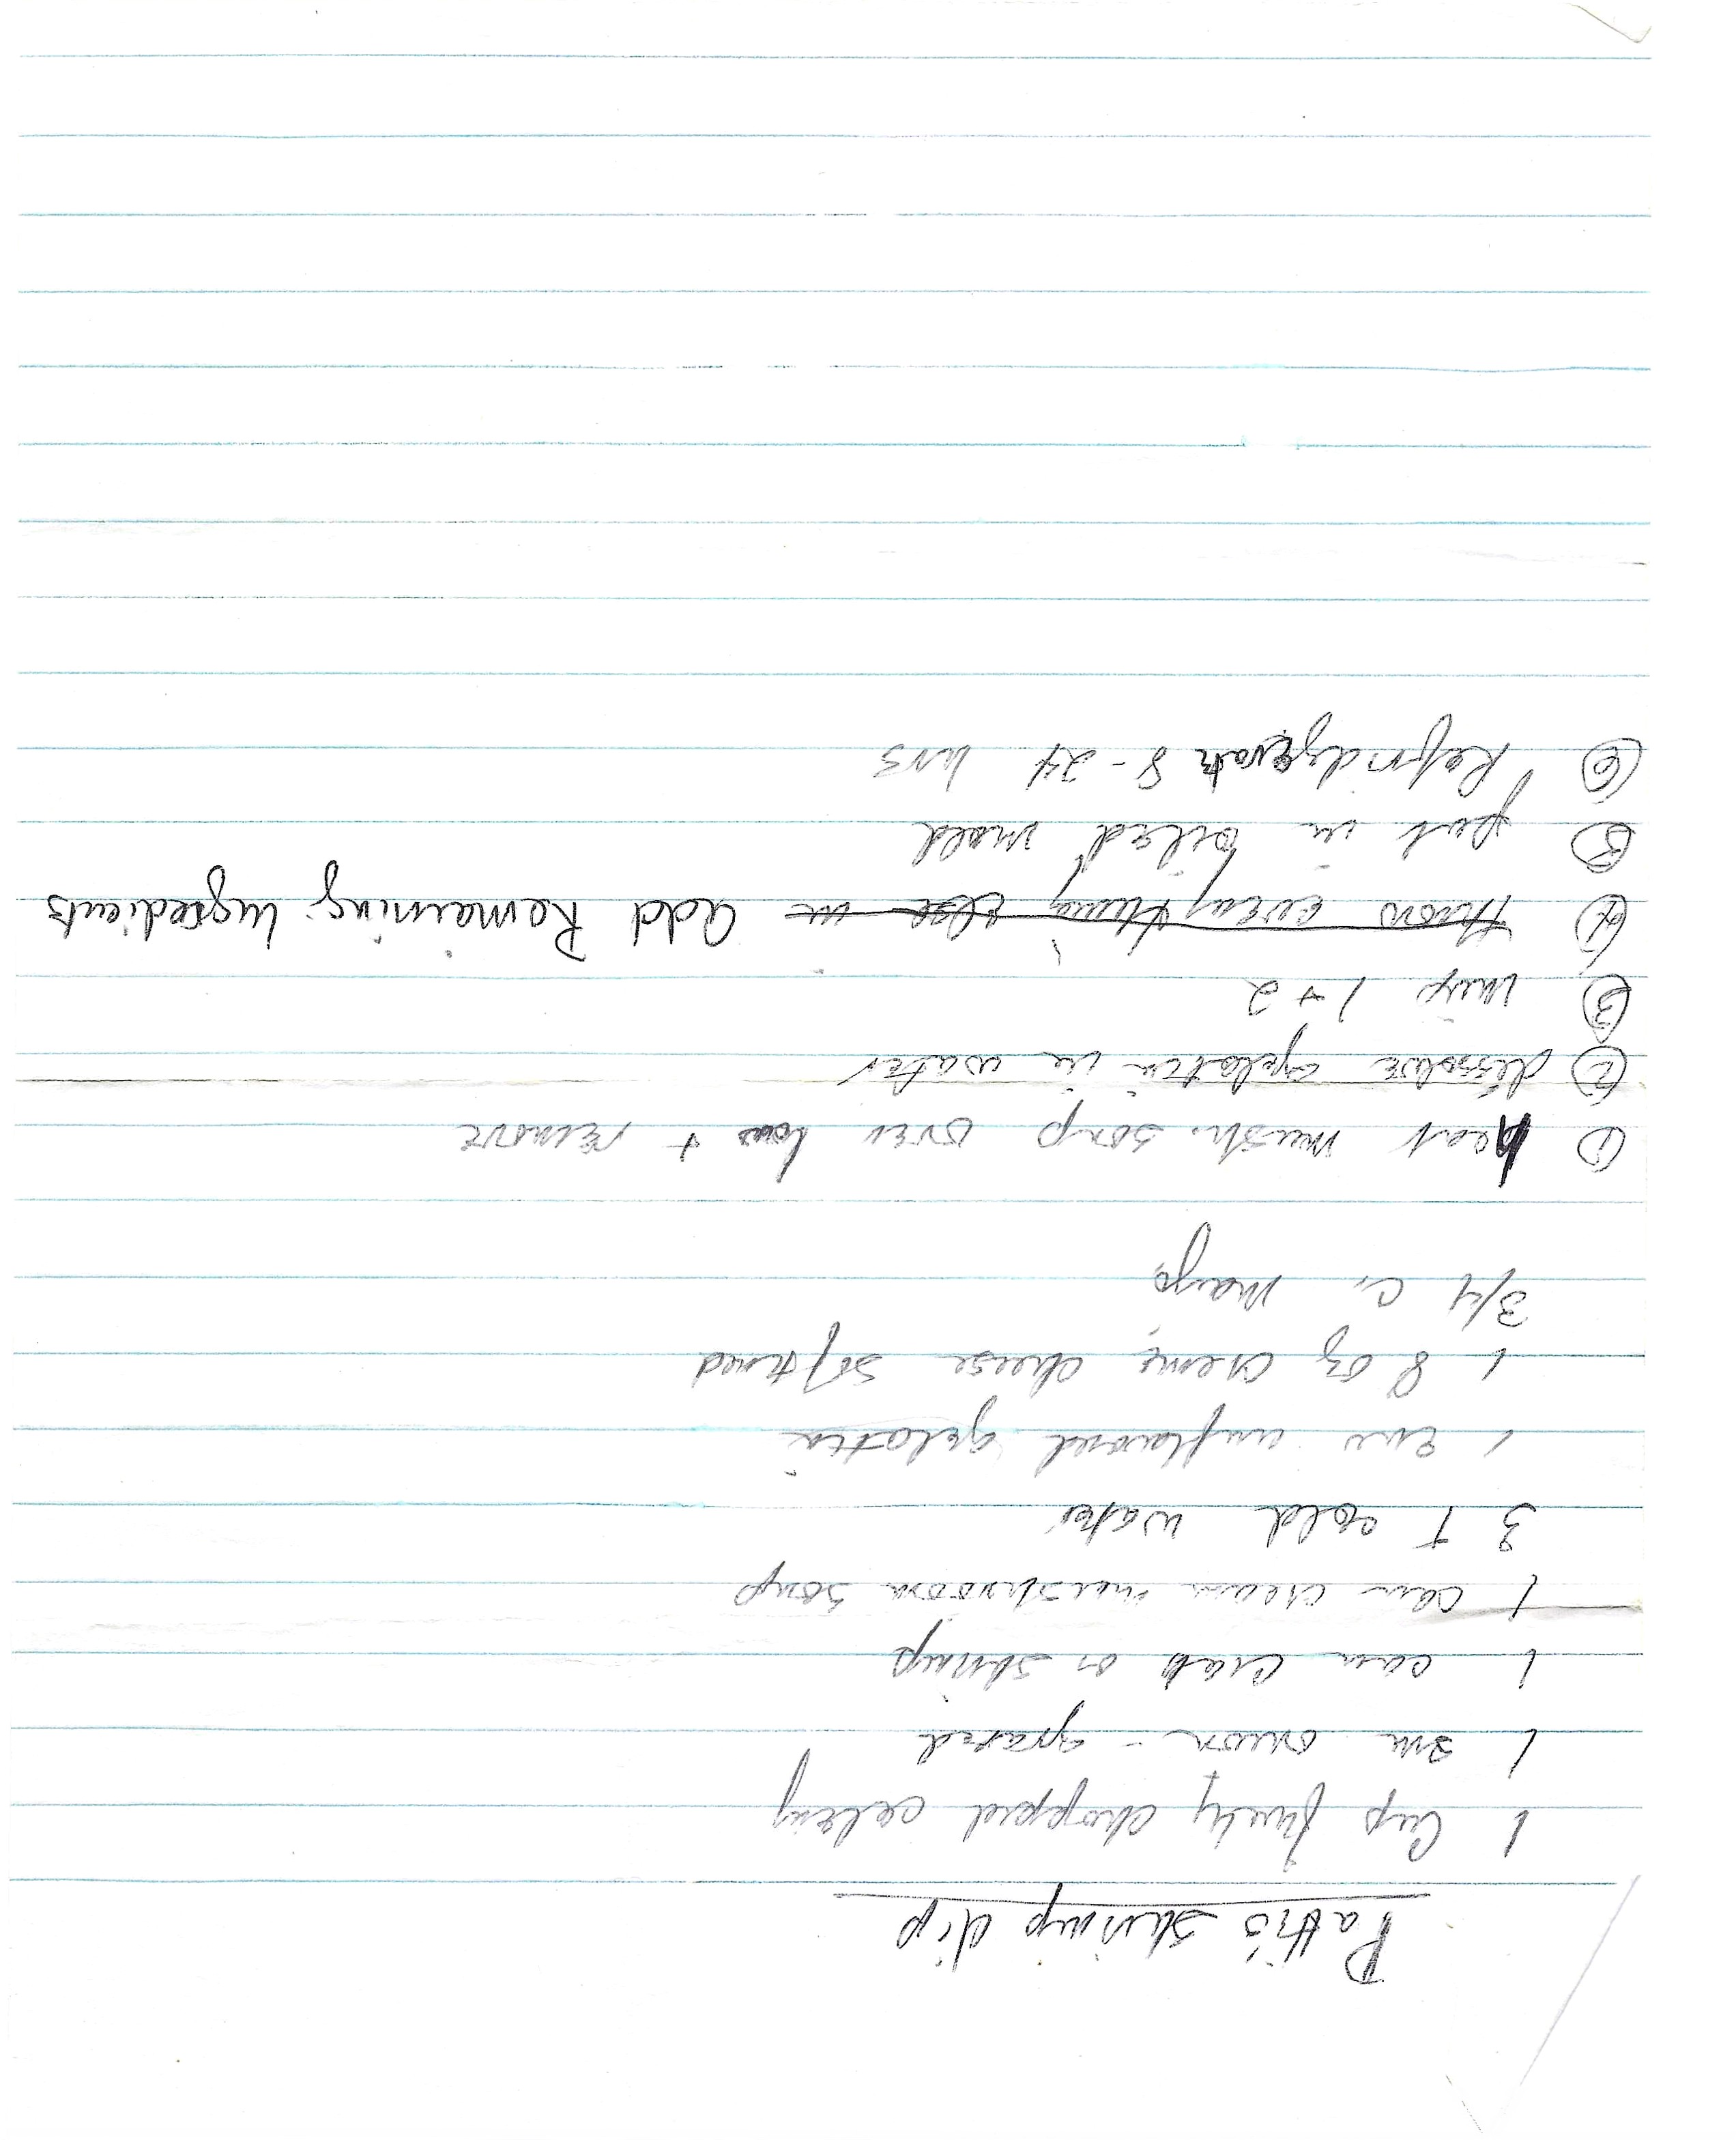 Patti's shrimp dip
1 Cup finely chopped celery
1 sm onion - grated
1 can crab or shrimp
1 can cream mushroom soup
3 T cold water
1 env unflavored gelatin
1 8 oz creme cheese softened
3/4 c. mayo
① heat mush. soup over low + remove
② dissolve gelatin in water
③ mix 1 + 2
④ throw everything else in Add Remaining Ingredients
⑤ put in oiled mold
⑥ Refridgerate 8 - 24 hrs